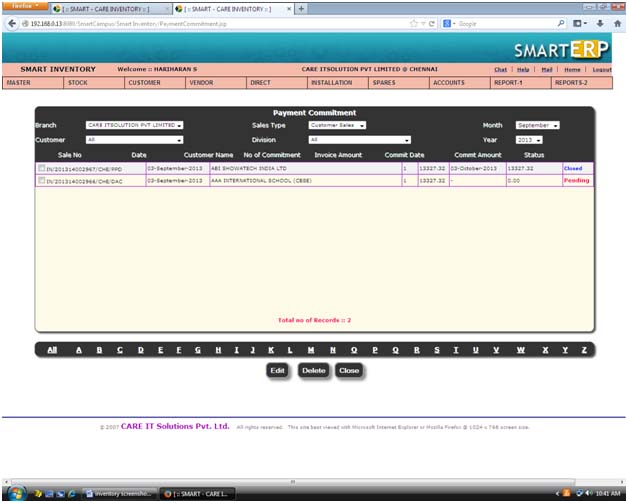 Firefox
[ :: SMART - CARE INVENTORY :: ] × [ :: SMART - CARE INVENTORY :: ] × +
192.168.0.13:8089/SmartCampus/Smart Inventory/PaymentCommitment.jsp Google
SMARTERP
SMART INVENTORY Welcome :: HARIHARAN S CARE ITSOLUTION PVT LIMITED @ CHENNAI Chat | Help | Mail | Home | Logout
MASTER STOCK CUSTOMER VENDOR DIRECT INSTALLATION SPARES ACCOUNTS REPORT-1 REPORTS-2
Payment Commitment
Branch CARE ITSOLUTION PVT LIMITED Sales Type Customer Sales Month September
Customer All Division All Year 2013
Sale No Date Customer Name No of Commitment Invoice Amount Commit Date Commt Amount Status
IN/201314002967/CHE/PPD 03-September-2013 ABI SHOWATECH INDIA LTD 1 13327.32 03-October-2013 13327.32 Closed
IN/201314002966/CHE/DAC 03-September-2013 AAA INTERNATIONAL SCHOOL (CBSE) 1 13327.32 - 0.00 Pending
Total no of Records :: 2
All A B C D E F G H I J K L M N O P Q R S T U V W X Y Z
Edit Delete Close
© 2007 CARE IT Solutions Pvt. Ltd. All rights reserved. This site best viewed with Microsoft Internet Explorer or Mozilla Firefox @ 1024 x 768 screen size.
inventory screensho... [ :: SMART - CARE I... 10:41 AM